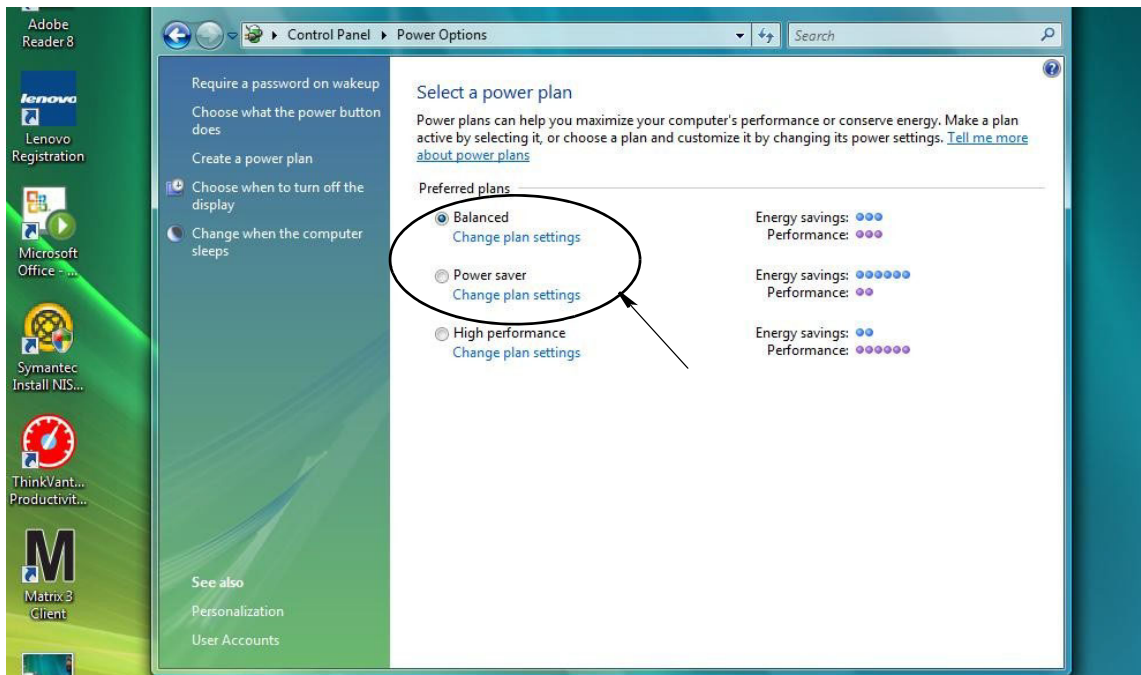 Adobe
Reader 8
lenovo
Lenovo
Registration
Microsoft
Office - ...
Symantec
Install NIS...
ThinkVant...
Productivit...
M
Matrix 3
Client
Control Panel
Power Options
Search
Require a password on wakeup
Choose what the power button
does
Create a power plan
Choose when to turn off the
display
Change when the computer
sleeps
See also
Personalization
User Accounts
Select a power plan
Power plans can help you maximize your computer's performance or conserve energy. Make a plan
active by selecting it, or choose a plan and customize it by changing its power settings. Tell me more
about power plans
Preferred plans
Balanced
Energy savings:
Change plan settings
Performance:
Power saver
Energy savings:
Change plan settings
Performance:
High performance
Energy savings:
Change plan settings
Performance: